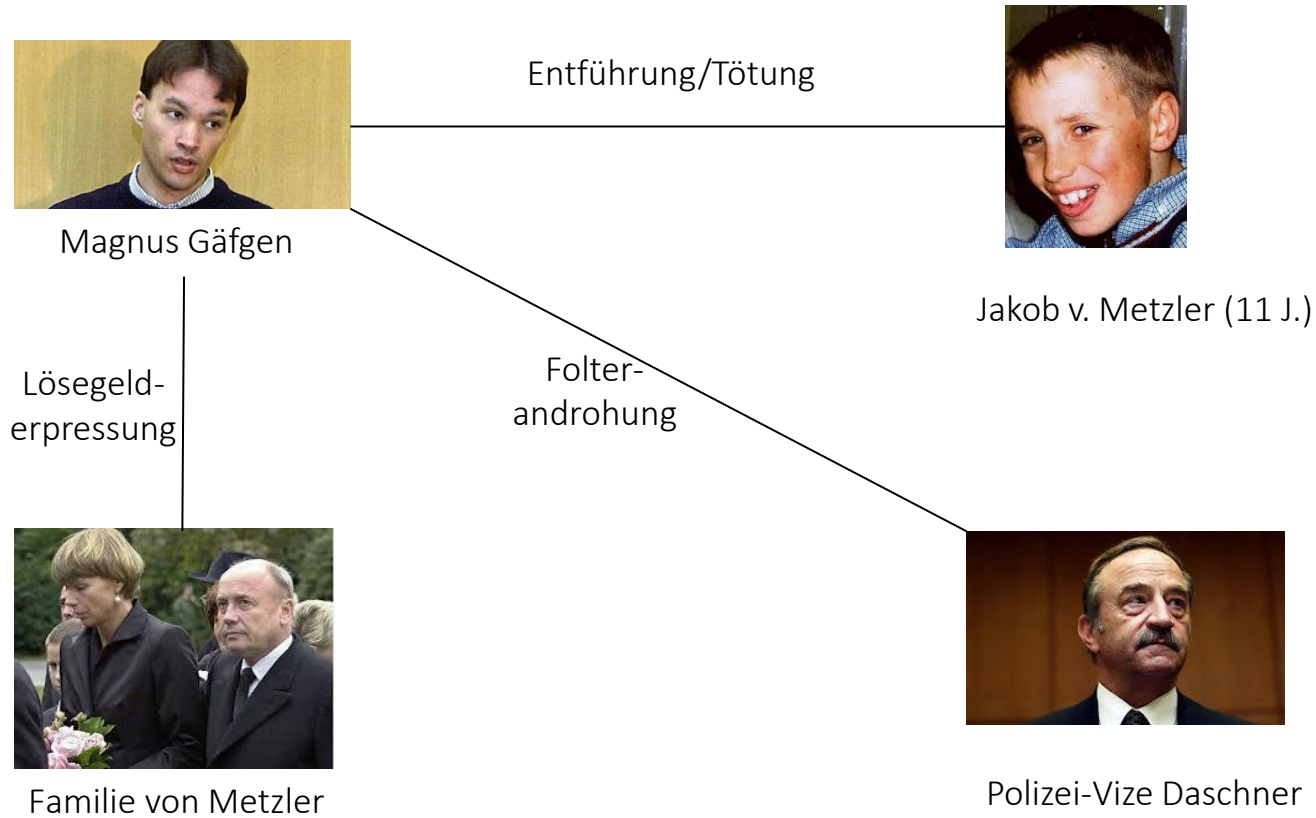 Entführung/Tötung
Magnus Gäfgen
Jakob v. Metzler (11 J.)
Lösegeld-
erpressung
Folter-
androhung
Familie von Metzler
Polizei-Vize Daschner